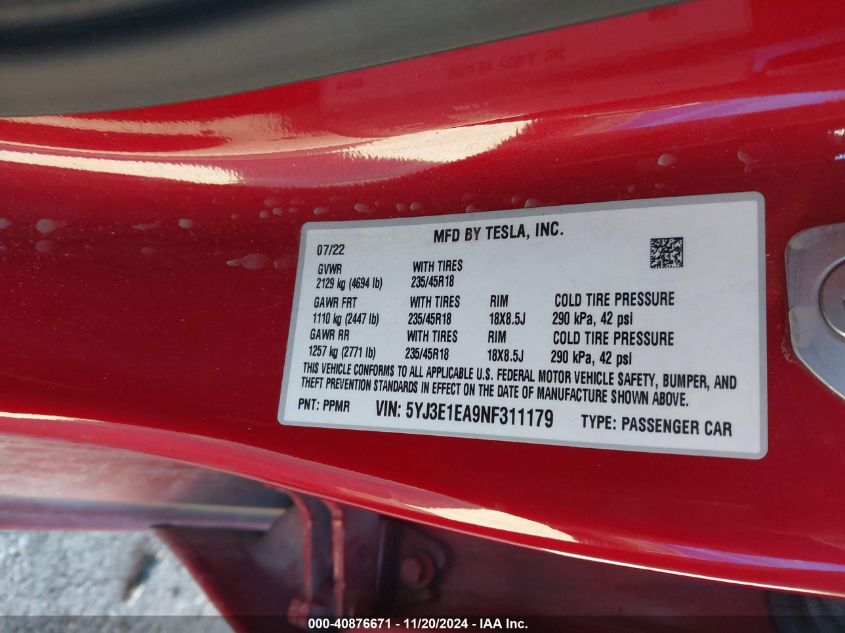 MFD BY TESLA, INC.
07/22
GVWR WITH TIRES
2129 kg (4694 lb) 235/45R18
GAWR FRT WITH TIRES RIM COLD TIRE PRESSURE
1110 kg (2447 lb) 235/45R18 18X8.5J 290 kPa, 42 psi
GAWR RR WITH TIRES RIM COLD TIRE PRESSURE
1257 kg (2771 lb) 235/45R18 18X8.5J 290 kPa, 42 psi
THIS VEHICLE CONFORMS TO ALL APPLICABLE U.S. FEDERAL MOTOR VEHICLE SAFETY, BUMPER, AND
THEFT PREVENTION STANDARDS IN EFFECT ON THE DATE OF MANUFACTURE SHOWN ABOVE.
PNT: PPMR VIN: 5YJ3E1EA9NF311179 TYPE: PASSENGER CAR
000-40876671 - 11/20/2024 - IAA Inc.